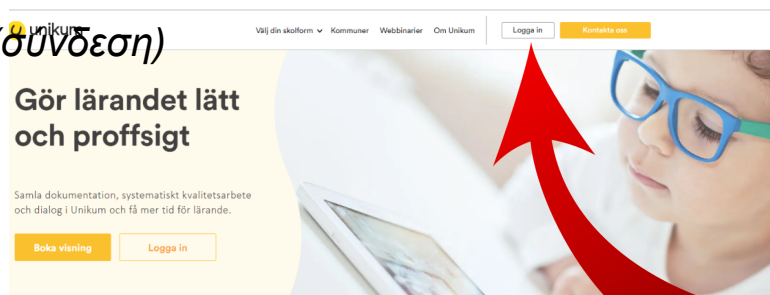 unikum
(σύνδεση)
Välj din skolform Kommuner Webbinarier Om Unikum Logga in Kontakta oss
Gör lärandet lätt
och proffsigt
Samla dokumentation, systematiskt kvalitetsarbete
och dialog i Unikum och få mer tid för lärande.
Boka visning Logga in